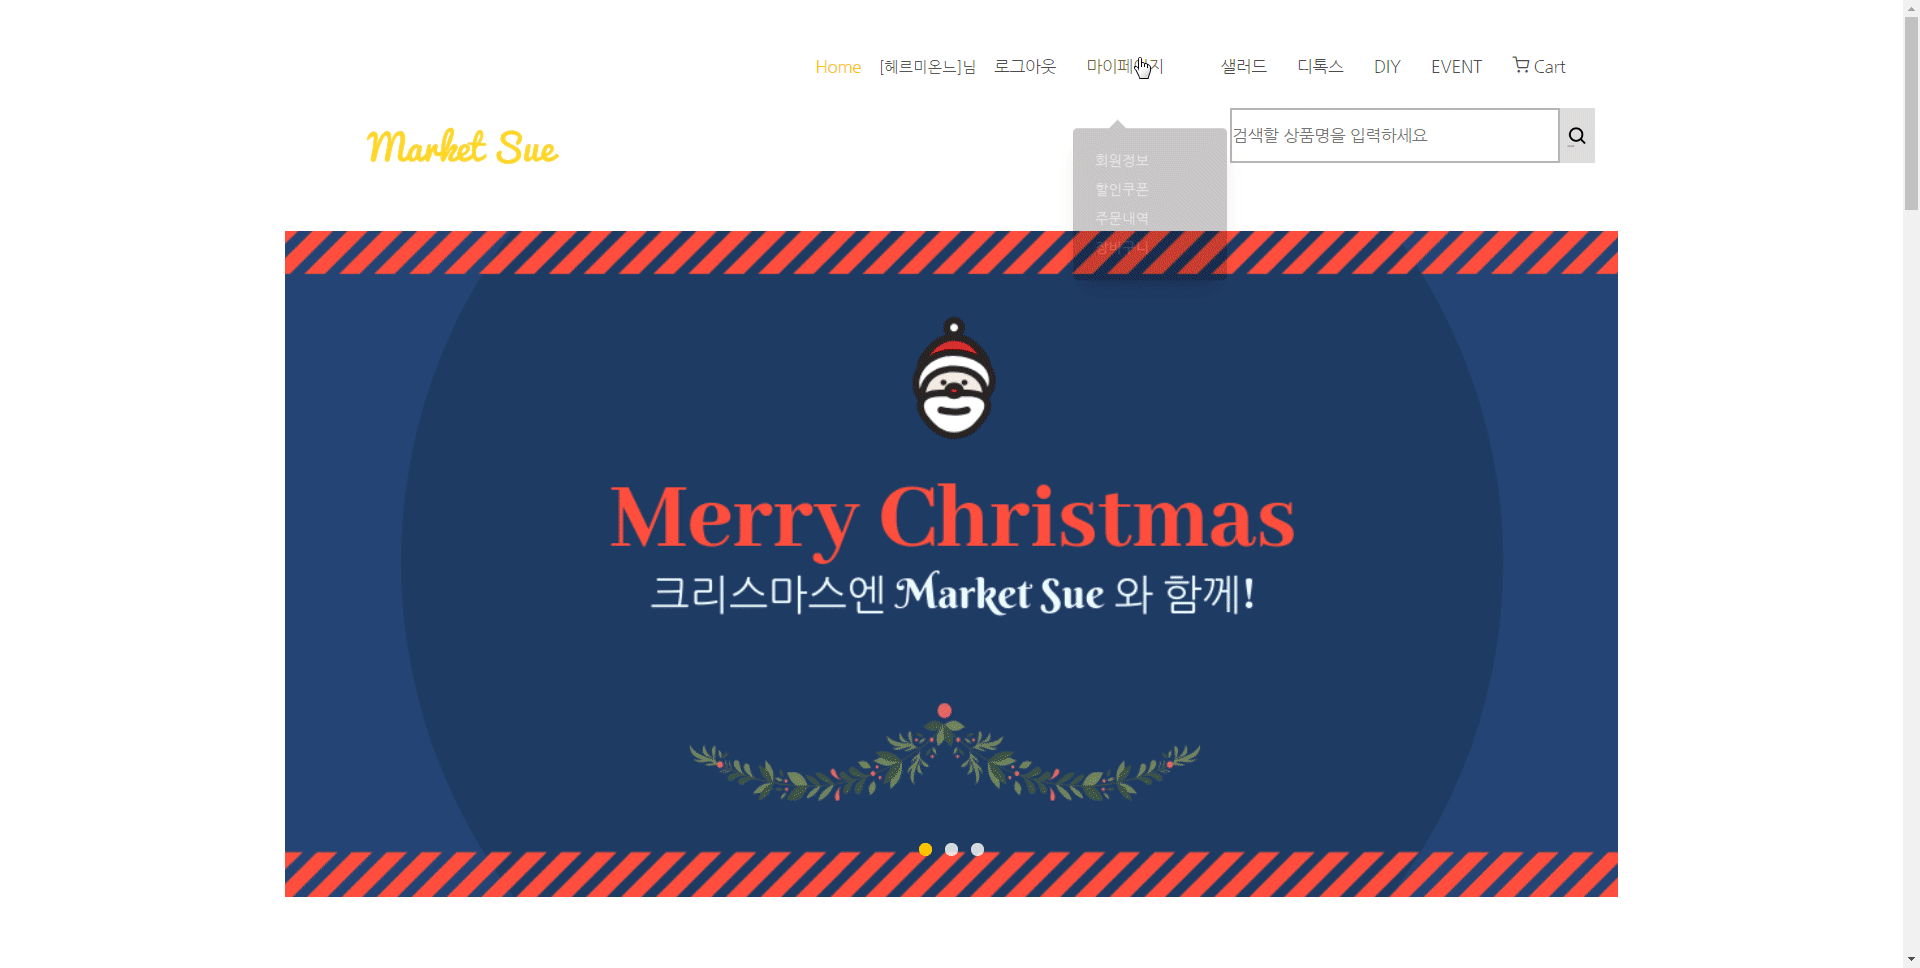 Home [헤르미온느]님 로그아웃 마이페이지 샐러드 디톡스 DIY EVENT Cart
Market Sue
검색할 상품명을 입력하세요
회원정보
할인쿠폰
주문내역
장바구니
Merry Christmas
크리스마스엔 Market Sue 와 함께!